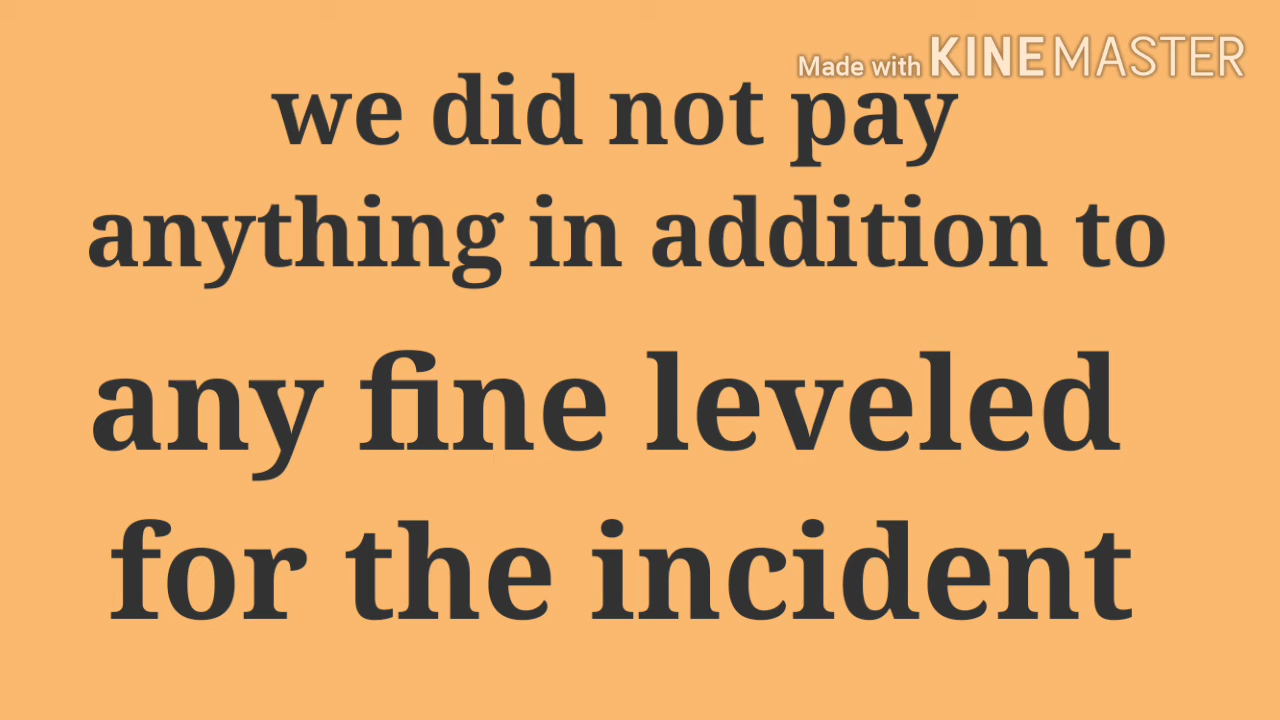 Made with KINEMASTER
we did not pay
anything in addition to
any fine leveled
for the incident